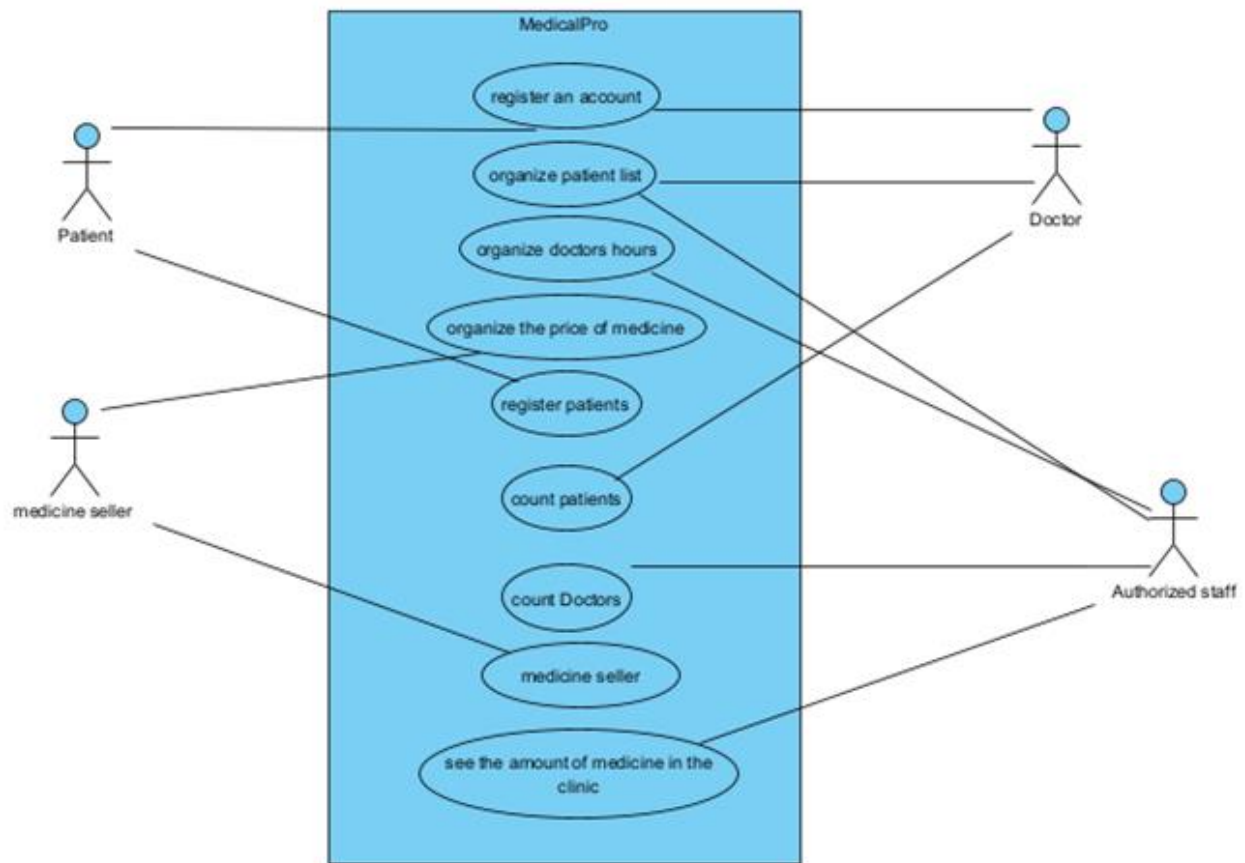 MedicalPro
register an account
organize patient list
organize doctors hours
organize the price of medicine
register patients
count patients
count Doctors
medicine seller
see the amount of medicine in the
clinic
Patient
medicine seller
Doctor
Authorized staff